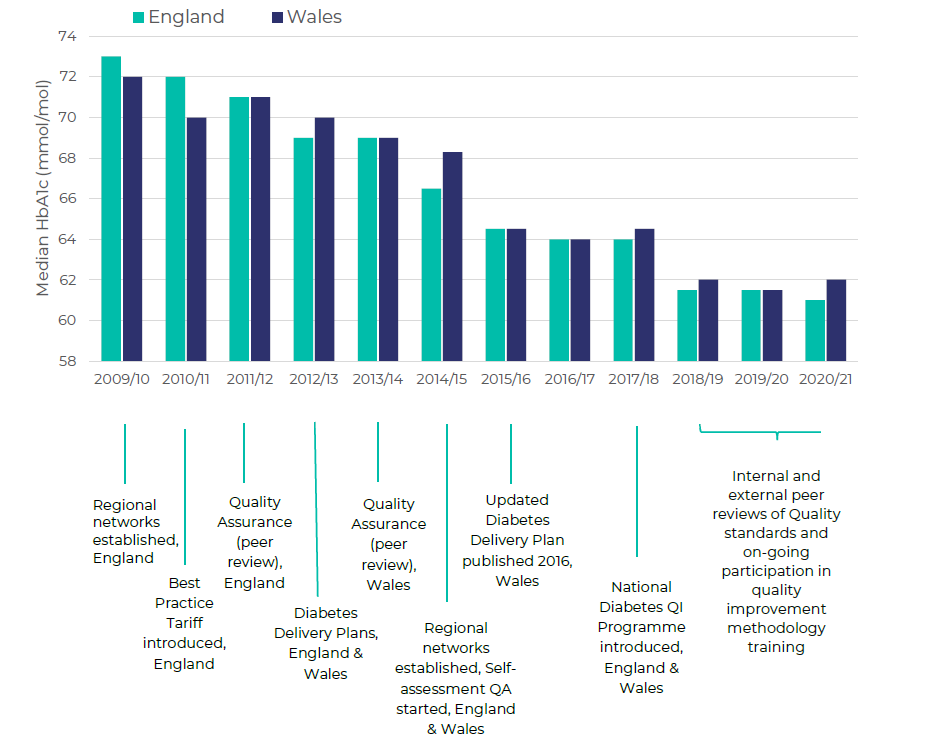 England Wales
Median HbA1c (mmol/mol)
74
72
70
68
66
64
62
60
58
2009/10 2010/11 2011/12 2012/13 2013/14 2014/15 2015/16 2016/17 2017/18 2018/19 2019/20 2020/21
Regional
networks
established,
England
Best
Practice
Tariff
introduced,
England
Quality
Assurance
(peer
review),
England
Diabetes
Delivery Plans,
England &
Wales
Quality
Assurance
(peer
review),
Wales
Regional
networks
established, Self-
assessment QA
started, England
& Wales
Updated
Diabetes
Delivery Plan
published 2016,
Wales
National
Diabetes QI
Programme
introduced,
England &
Wales
Internal and
external peer
reviews of Quality
standards and
on-going
participation in
quality
improvement
methodology
training